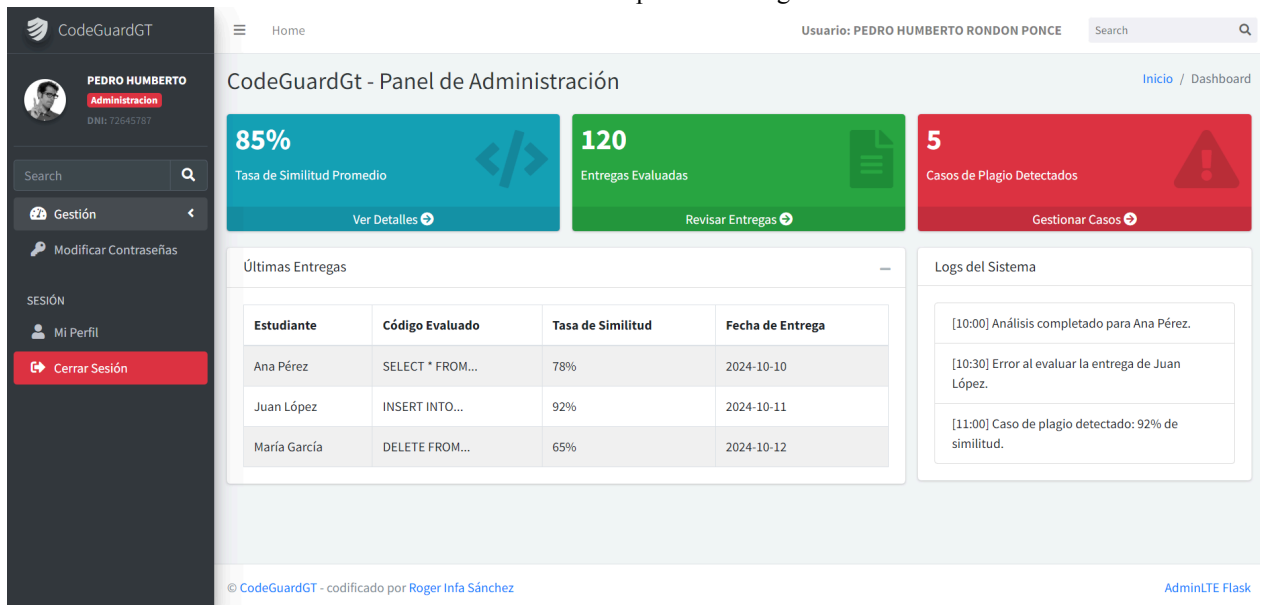 CodeGuardGT
Home
Usuario: PEDRO HUMBERTO RONDON PONCE
Search
PEDRO HUMBERTO
Administracion
DNI: 72645787
Search
Gestión
Modificar Contraseñas
SESIÓN
Mi Perfil
Cerrar Sesión
CodeGuardGt - Panel de Administración
Inicio / Dashboard
85%
Tasa de Similitud Promedio
Ver Detalles
120
Entregas Evaluadas
Revisar Entregas
5
Casos de Plagio Detectados
Gestionar Casos
Últimas Entregas
Estudiante Código Evaluado Tasa de Similitud Fecha de Entrega
Ana Pérez SELECT * FROM... 78% 2024-10-10
Juan López INSERT INTO... 92% 2024-10-11
María García DELETE FROM... 65% 2024-10-12
Logs del Sistema
[10:00] Análisis completado para Ana Pérez.
[10:30] Error al evaluar la entrega de Juan
López.
[11:00] Caso de plagio detectado: 92% de
similitud.
© CodeGuardGT - codificado por Roger Infa Sánchez
AdminLTE Flask